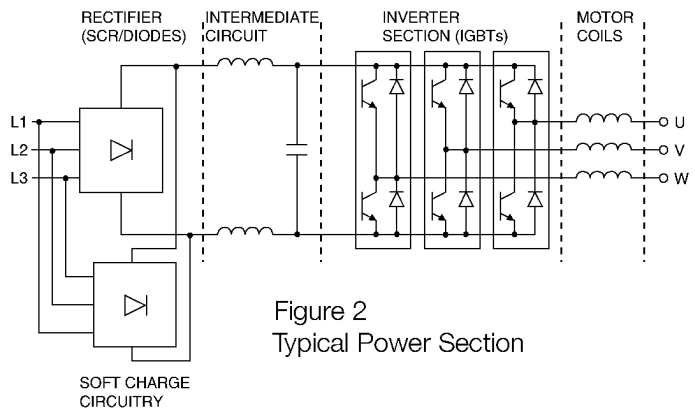 RECTIFIER
(SCR/DIODES)
INTERMEDIATE
CIRCUIT
INVERTER
SECTION (IGBTs)
MOTOR
COILS
L1
L2
L3
U
V
W
Figure 2
Typical Power Section
SOFT CHARGE
CIRCUITRY